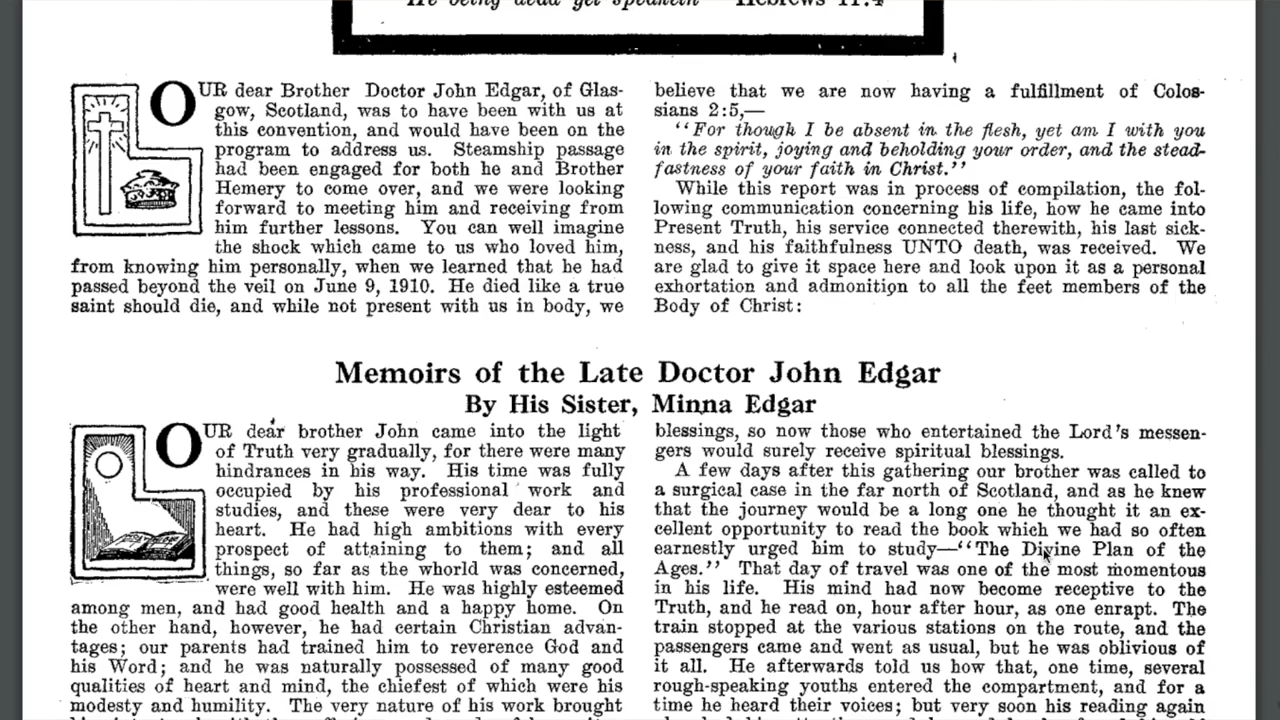 He being dead yet speaketh—Hebrews 11:4
OUR dear Brother Doctor John Edgar, of Glas-
gow, Scotland, was to have been with us at
this convention, and would have been on the
program to address us. Steamship passage
had been engaged for both he and Brother
Hemery to come over, and we were looking
forward to meeting him and receiving from
him further lessons. You can well imagine
the shock which came to us who loved him,
from knowing him personally, when we learned that he had
passed beyond the veil on June 9, 1910. He died like a true
saint should die, and while not present with us in body, we
believe that we are now having a fulfillment of Colos-
sians 2:5,—
"For though I be absent in the flesh, yet am I with you
in the spirit, joying and beholding your order, and the stead-
fastness of your faith in Christ."
While this report was in process of compilation, the fol-
lowing communication concerning his life, how he came into
Present Truth, his service connected therewith, his last sick-
ness, and his faithfulness UNTO death, was received. We
are glad to give it space here and look upon it as a personal
exhortation and admonition to all the feet members of the
Body of Christ:
Memoirs of the Late Doctor John Edgar
By His Sister, Minna Edgar
OUR dear brother John came into the light
of Truth very gradually, for there were many
hindrances in his way. His time was fully
occupied by his professional work and
studies, and these were very dear to his
heart. He had high ambitions with every
prospect of attaining to them; and all
things, so far as the whorld was concerned,
were well with him. He was highly esteemed
among men, and had good health and a happy home. On
the other hand, however, he had certain Christian advan-
tages; our parents had trained him to reverence God and
his Word; and he was naturally possessed of many good
qualities of heart and mind, the chiefest of which were his
modesty and humility. The very nature of his work brought
blessings, so now those who entertained the Lord's messen-
gers would surely receive spiritual blessings.
A few days after this gathering our brother was called to
a surgical case in the far north of Scotland, and as he knew
that the journey would be a long one he thought it an ex-
cellent opportunity to read the book which we had so often
earnestly urged him to study—"The Divine Plan of the
Ages." That day of travel was one of the most momentous
in his life. His mind had now become receptive to the
Truth, and he read on, hour after hour, as one enrapt. The
train stopped at the various stations on the route, and the
passengers came and went as usual, but he was oblivious of
it all. He afterwards told us how that, one time, several
rough-speaking youths entered the compartment, and for a
time he heard their voices; but very soon his reading again